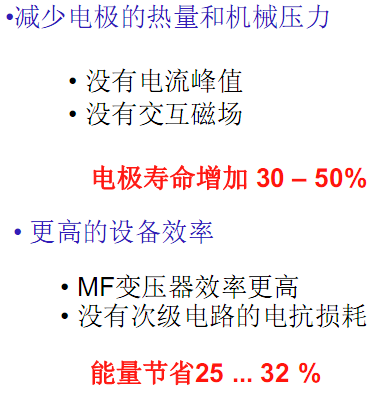 •减少电极的热量和机械压力
• 没有电流峰值
• 没有交互磁场
电极寿命增加 30 – 50%
• 更高的设备效率
• MF变压器效率更高
• 没有次级电路的电抗损耗
能量节省25 ... 32 %